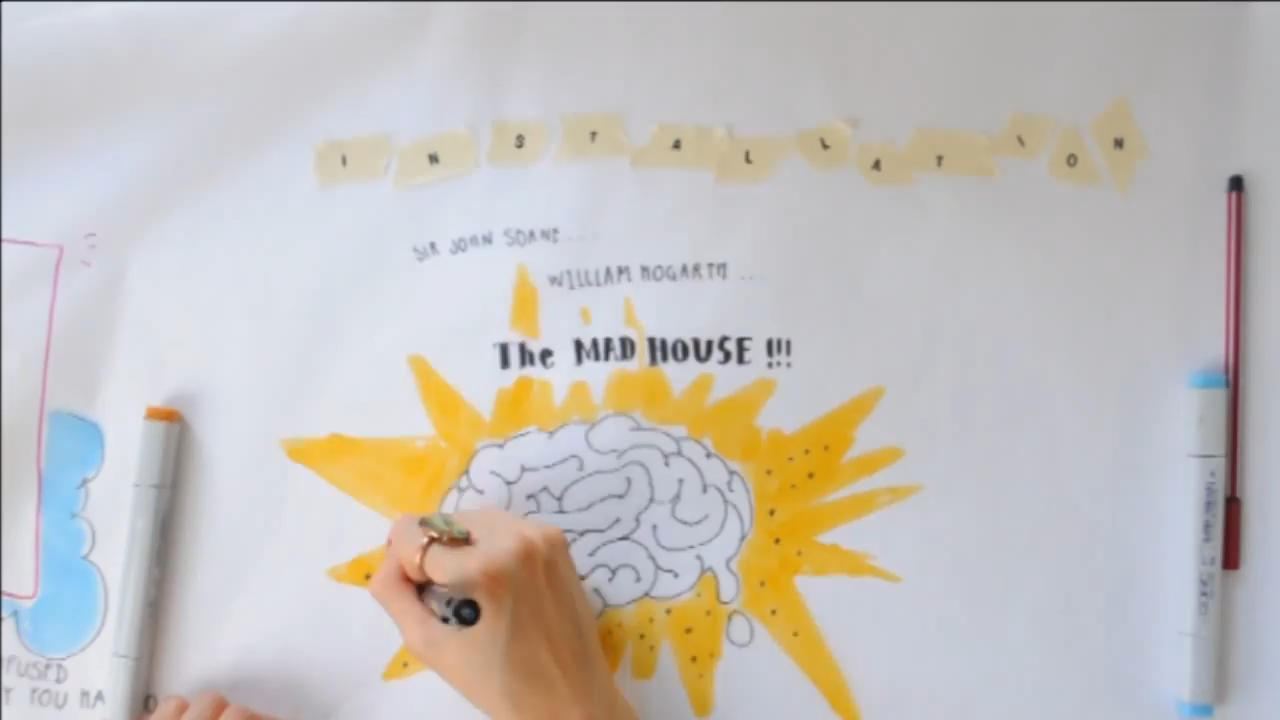 INSTALLATION
SIR JOHN SOANE....
WILLIAM HOGARTH ...
The MAD HOUSE !!!
FUSED
Y YOU HA